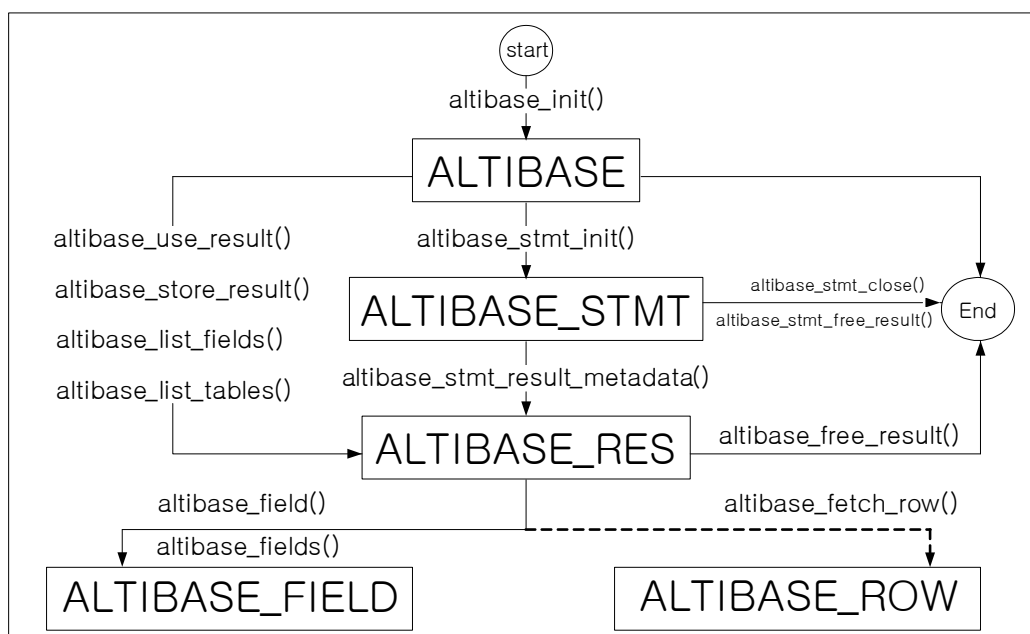 start
altibase_init()
ALTIBASE
altibase_use_result()
altibase_stmt_init()
altibase_store_result()
altibase_stmt_close()
ALTIBASE_STMT
End
altibase_stmt_free_result()
altibase_list_fields()
altibase_stmt_result_metadata()
altibase_list_tables()
ALTIBASE_RES
altibase_free_result()
altibase_field()
altibase_fetch_row()
altibase_fields()
ALTIBASE_FIELD
ALTIBASE_ROW